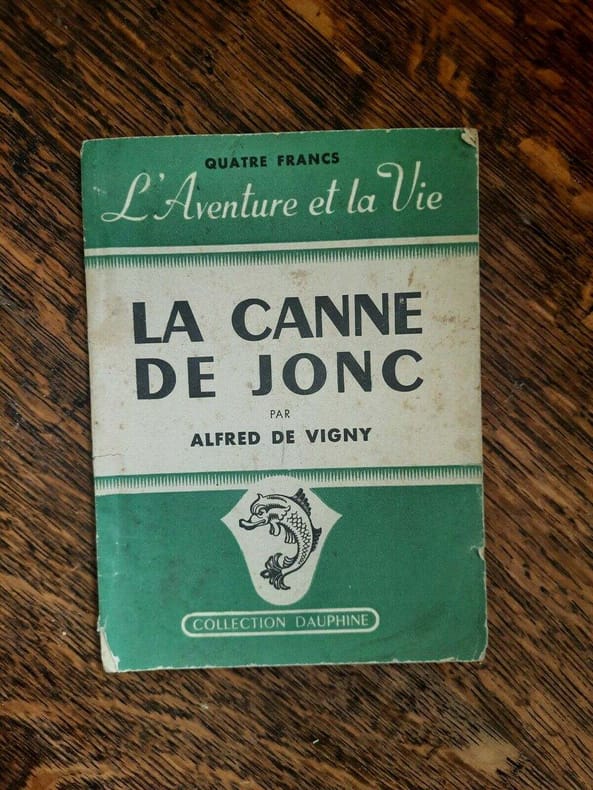 QUATRE FRANCS
L'Aventure et la Vie
LA CANNE
DE JONC
PAR
ALFRED DE VIGNY
COLLECTION DAUPHINE